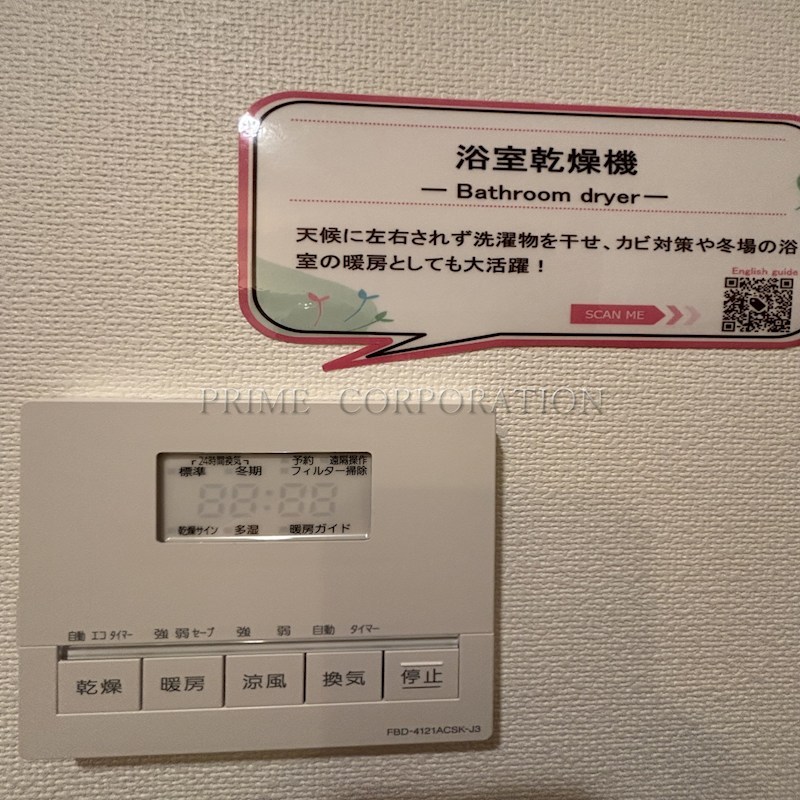 浴室乾燥機
— Bathroom dryer —
天候に左右されず洗濯物を干せ、カビ対策や冬場の浴
室の暖房としても大活躍！
English guide
SCAN ME
PRIME CORPORATION
24時間換気 予約 遠隔操作
標準 冬期 フィルター掃除
88:88
乾燥サイン 多湿 暖房ガイド
自動 エコ タイマー 強 弱 セーブ 強 弱 自動 タイマー
乾燥 暖房 涼風 換気 停止
FBD-4121ACSK-J3